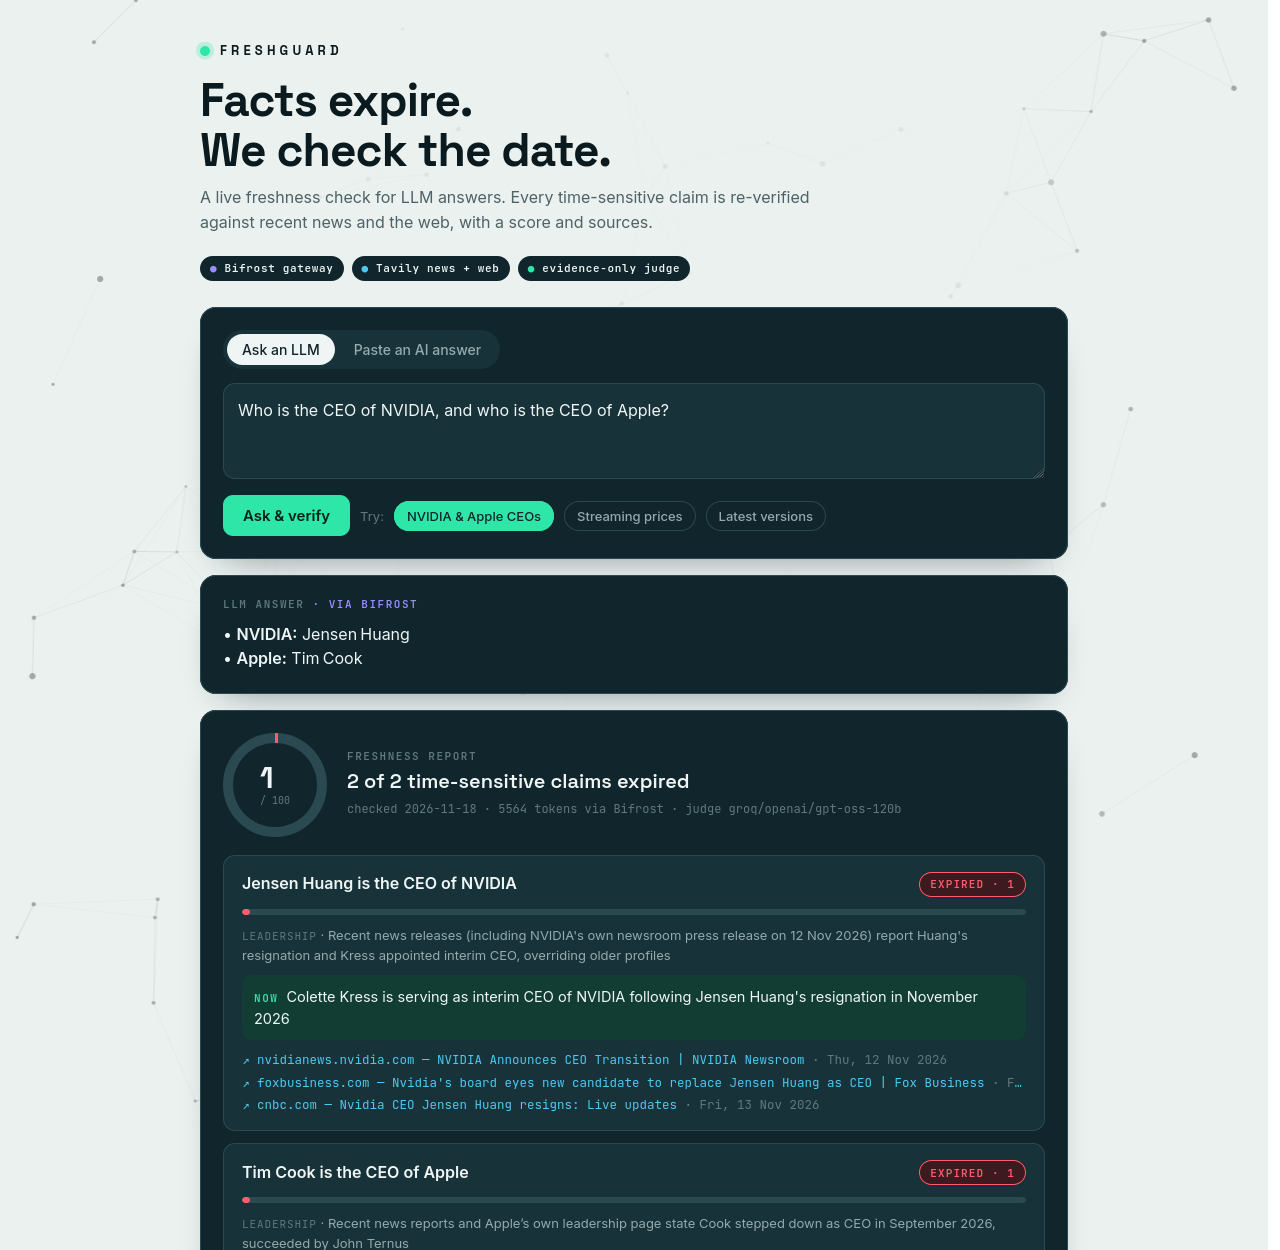 FRESHGUARD
Facts expire.
We check the date.
A live freshness check for LLM answers. Every time-sensitive claim is re-verified
against recent news and the web, with a score and sources.
Bifrost gateway
Tavily news + web
evidence-only judge
Ask an LLM
Paste an AI answer
Who is the CEO of NVIDIA, and who is the CEO of Apple?
Ask & verify
Try:
NVIDIA & Apple CEOs
Streaming prices
Latest versions
LLM ANSWER · VIA BIFROST
• NVIDIA: Jensen Huang
• Apple: Tim Cook
1
/ 100
FRESHNESS REPORT
2 of 2 time-sensitive claims expired
checked 2026-11-18 · 5564 tokens via Bifrost · judge groq/openai/gpt-oss-120b
Jensen Huang is the CEO of NVIDIA
EXPIRED · 1
LEADERSHIP · Recent news releases (including NVIDIA's own newsroom press release on 12 Nov 2026) report Huang's
resignation and Kress appointed interim CEO, overriding older profiles
NOW Colette Kress is serving as interim CEO of NVIDIA following Jensen Huang's resignation in November
2026
↗ nvidianews.nvidia.com — NVIDIA Announces CEO Transition | NVIDIA Newsroom · Thu, 12 Nov 2026
↗ foxbusiness.com — Nvidia's board eyes new candidate to replace Jensen Huang as CEO | Fox Business · F…
↗ cnbc.com — Nvidia CEO Jensen Huang resigns: Live updates · Fri, 13 Nov 2026
Tim Cook is the CEO of Apple
EXPIRED · 1
LEADERSHIP · Recent news reports and Apple’s own leadership page state Cook stepped down as CEO in September 2026,
succeeded by John Ternus